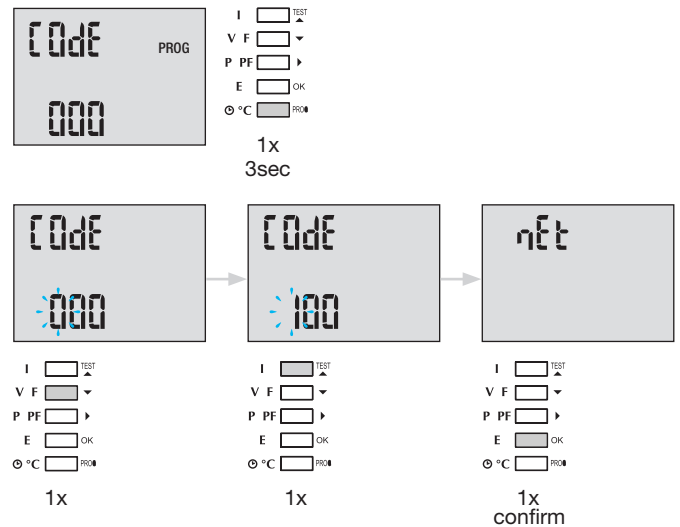 COdE
PROG
000
I TEST
V F
P PF
E OK
°C PROG
1x
3sec
COdE
000
I TEST
V F
P PF
E OK
°C PROG
1x
COdE
100
I TEST
V F
P PF
E OK
°C PROG
1x
nEt
I TEST
V F
P PF
E OK
°C PROG
1x
confirm